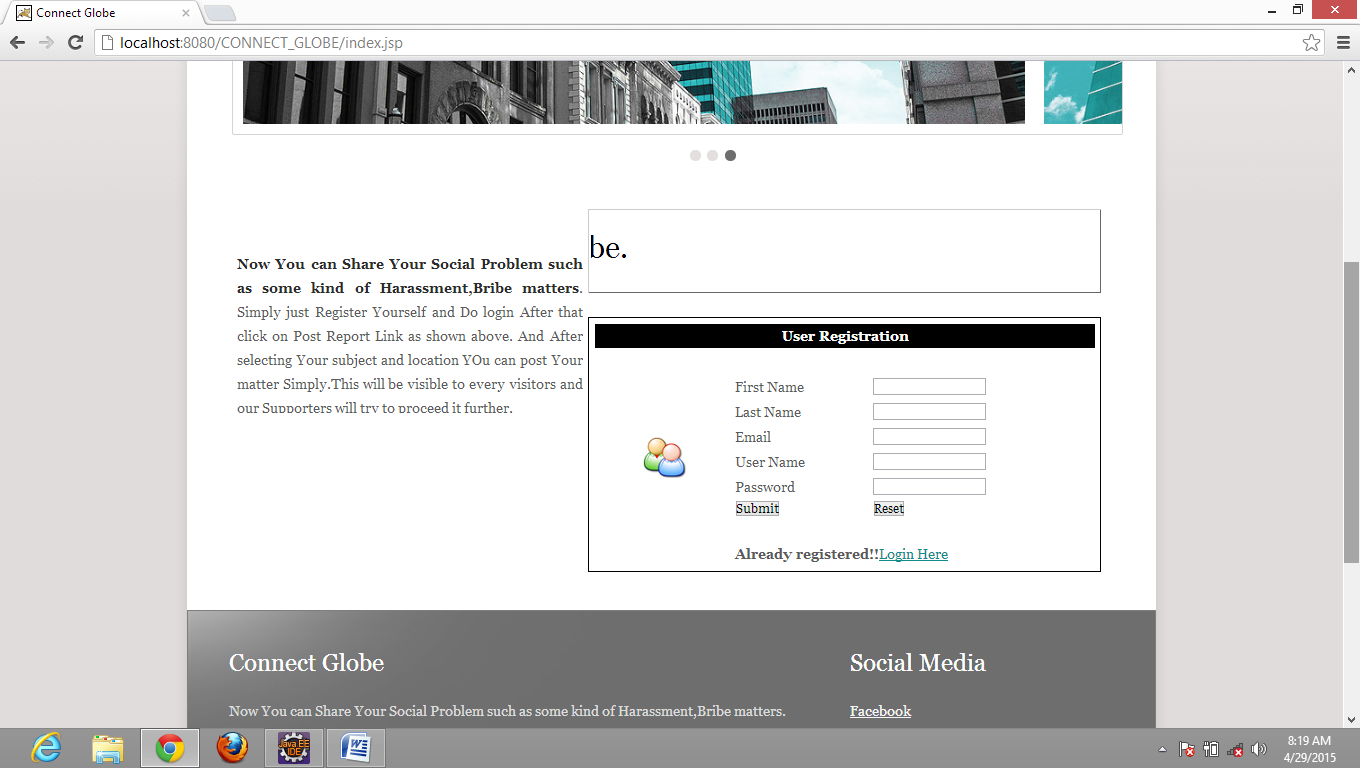 Connect Globe
localhost:8080/CONNECT_GLOBE/index.jsp
be.
Now You can Share Your Social Problem such
as some kind of Harassment,Bribe matters.
Simply just Register Yourself and Do login After that
click on Post Report Link as shown above. And After
selecting Your subject and location YOu can post Your
matter Simply.This will be visible to every visitors and
our Supporters will try to proceed it further.
User Registration
First Name
Last Name
Email
User Name
Password
Submit Reset
Already registered!!Login Here
Connect Globe
Now You can Share Your Social Problem such as some kind of Harassment,Bribe matters.
Social Media
Facebook
Java EE
IDE
8:19 AM
4/29/2015